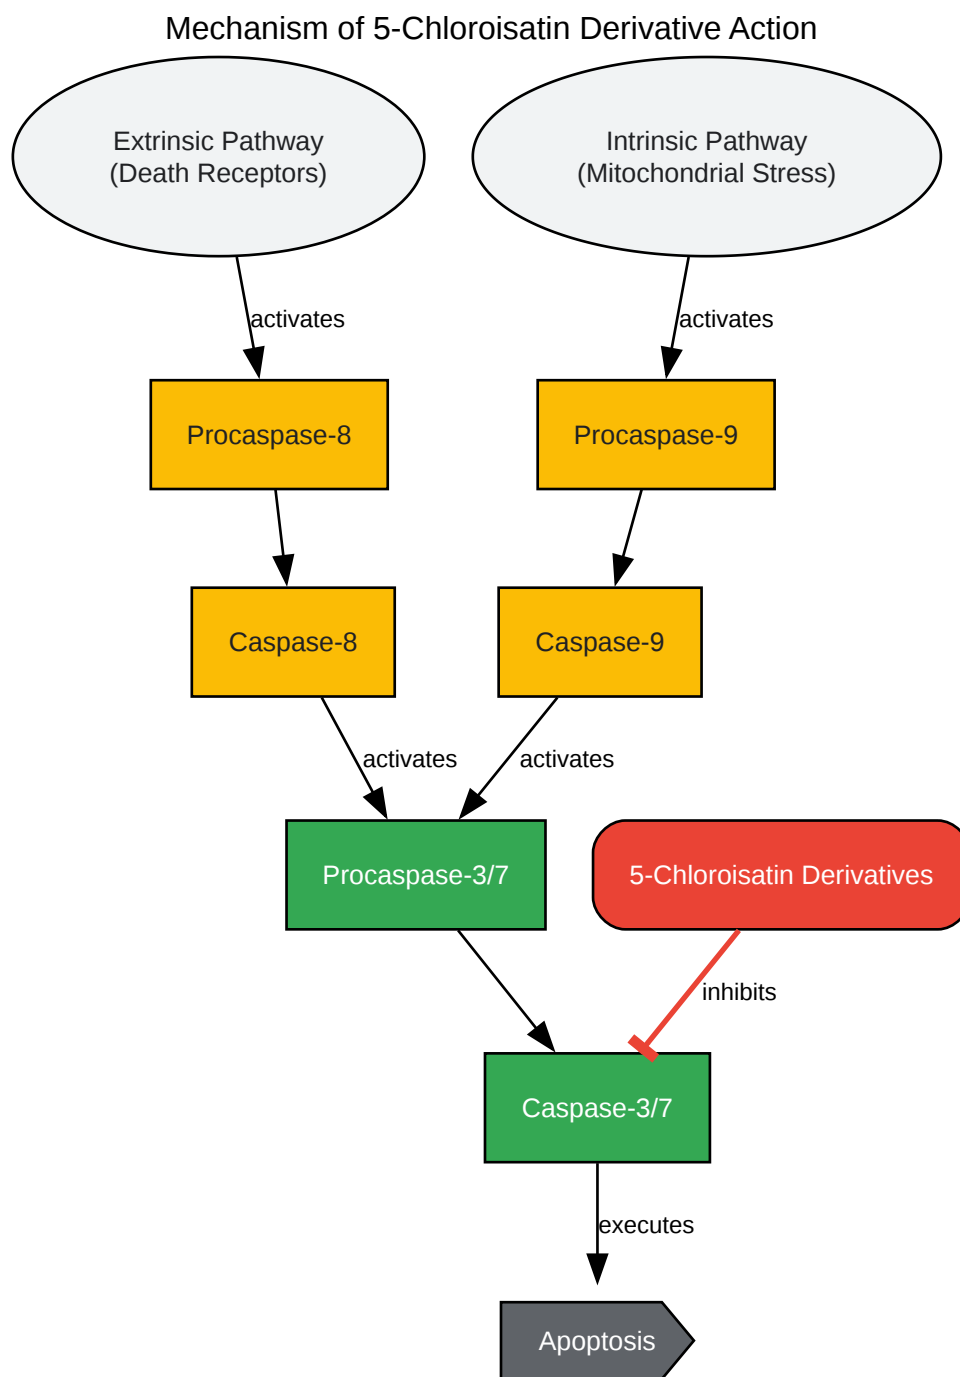 Mechanism of 5-Chloroisatin Derivative Action
Extrinsic Pathway
(Death Receptors)
Intrinsic Pathway
(Mitochondrial Stress)
activates
activates
Procaspase-8
Procaspase-9
Caspase-8
Caspase-9
activates
activates
Procaspase-3/7
5-Chloroisatin Derivatives
inhibits
Caspase-3/7
executes
Apoptosis